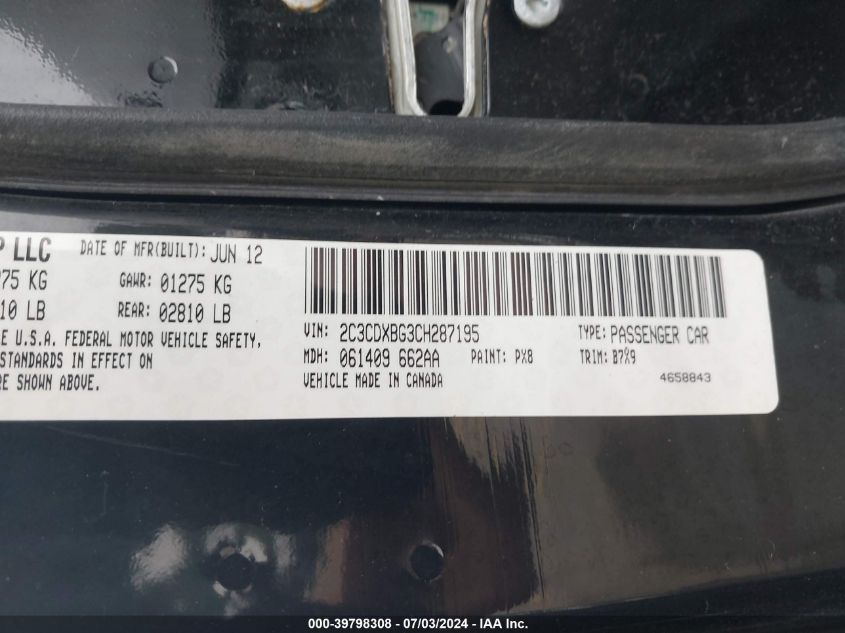 P LLC DATE OF MFR(BUILT): JUN 12
275 KG GAWR: 01275 KG
10 LB REAR: 02810 LB
E U.S.A. FEDERAL MOTOR VEHICLE SAFETY,
STANDARDS IN EFFECT ON
RE SHOWN ABOVE.
VIN: 2C3CDXBG3CH287195 TYPE: PASSENGER CAR
MDH: 061409 662AA PAINT: PX8 TRIM: B7X9
VEHICLE MADE IN CANADA 4658843
000-39798308 - 07/03/2024 - IAA Inc.